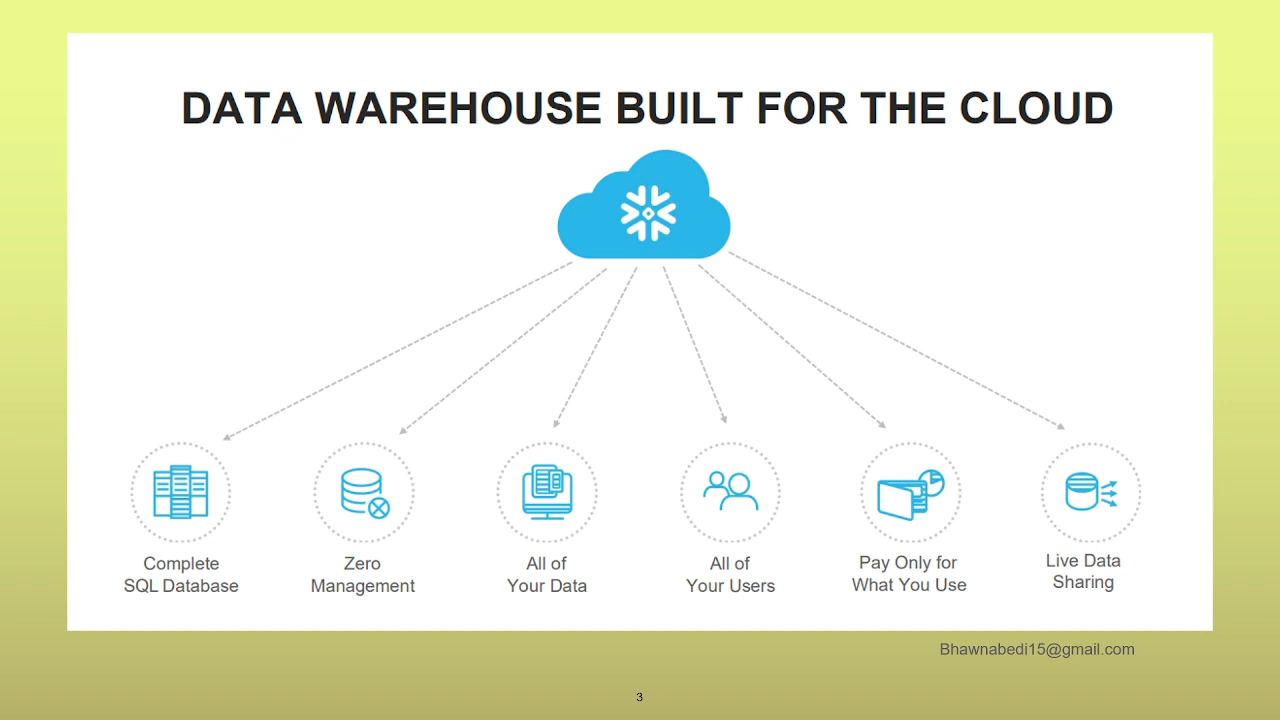 DATA WAREHOUSE BUILT FOR THE CLOUD
Complete
SQL Database
Zero
Management
All of
Your Data
All of
Your Users
Pay Only for
What You Use
Live Data
Sharing
Bhawnabedi15@gmail.com
3